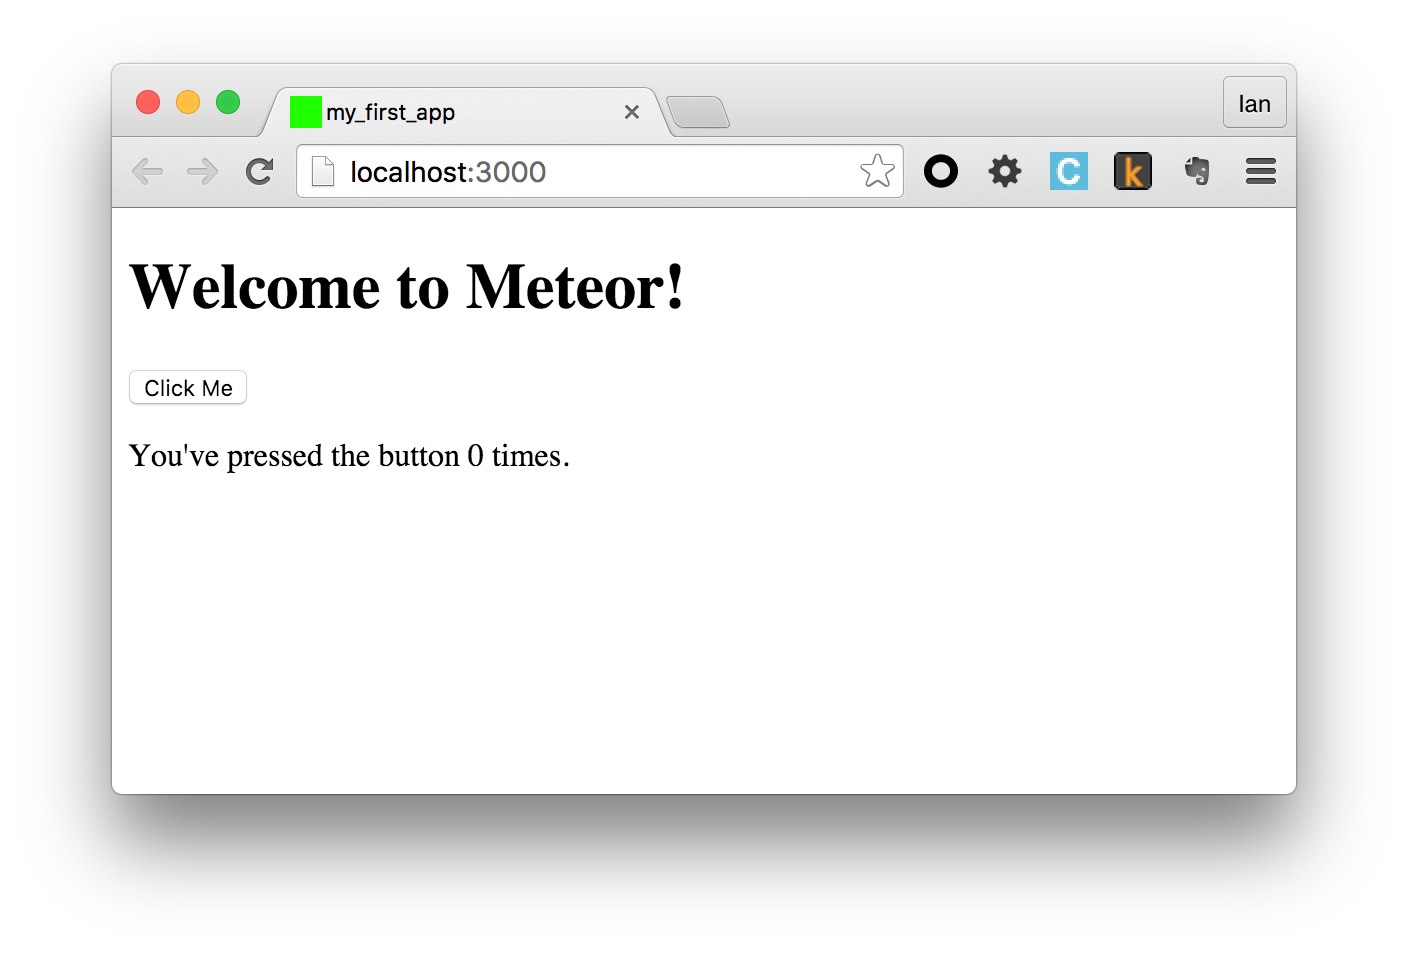 my_first_app
Ian
localhost:3000
C
k
Welcome to Meteor!
Click Me
You've pressed the button 0 times.